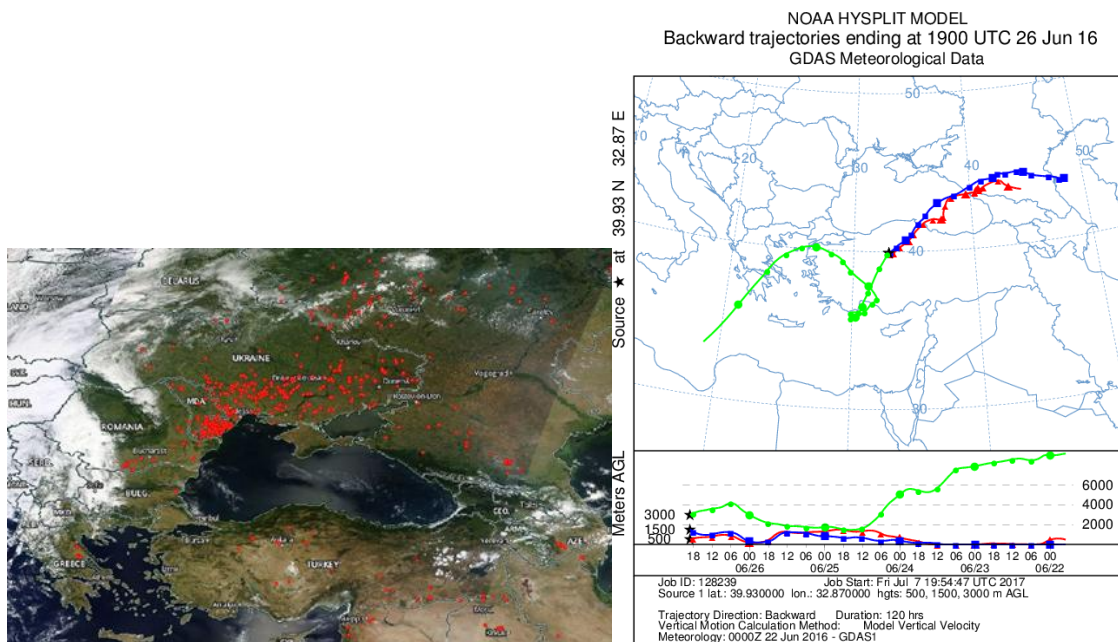 NOAA HYSPLIT MODEL
Backward trajectories ending at 1900 UTC 26 Jun 16
GDAS Meteorological Data
Source ★ at 39.93 N 32.87 E
50
50
20
30
40
40
30
Meters AGL
3000
1500
500
6000
4000
2000
18 12 06 00 18 12 06 00 18 12 06 00 18 12 06 00 18 12 06 00
06/26 06/25 06/24 06/23 06/22
Job ID: 128239 Job Start: Fri Jul 7 19:54:47 UTC 2017
Source 1 lat.: 39.930000 lon.: 32.870000 hgts: 500, 1500, 3000 m AGL
Trajectory Direction: Backward Duration: 120 hrs
Vertical Motion Calculation Method: Model Vertical Velocity
Meteorology: 0000Z 22 Jun 2016 - GDAS1
BELARUS
UKRAINE
MDA
ROMANIA
Bucharest
SERB.
BULG.
GREECE
TURKEY
GEO.
ARM.
AZE